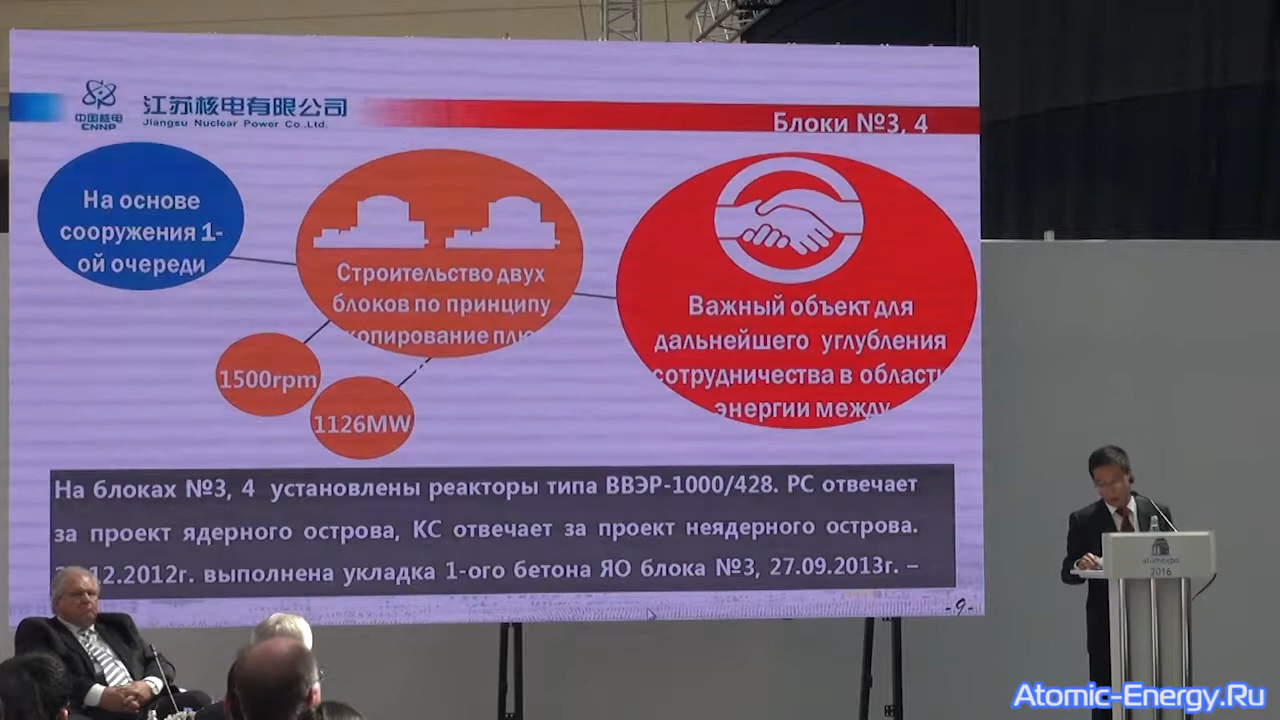 中国核电
CNNP
江苏核电有限公司
Jiangsu Nuclear Power Co.,Ltd.
Блоки №3, 4
На основе
сооружения 1-
ой очереди
Строительство двух
блоков по принципу
копирование плю
1500rpm
1126MW
Важный объект для
дальнейшего углубления
сотрудничества в област
энергии между
На блоках №3, 4 установлены реакторы типа ВВЭР-1000/428. РС отвечает
за проект ядерного острова, КС отвечает за проект неядерного острова.
12.2012г. выполнена укладка 1-ого бетона ЯО блока №3, 27.09.2013г. –
-9-
atomexpo
2016
Atomic-Energy.Ru